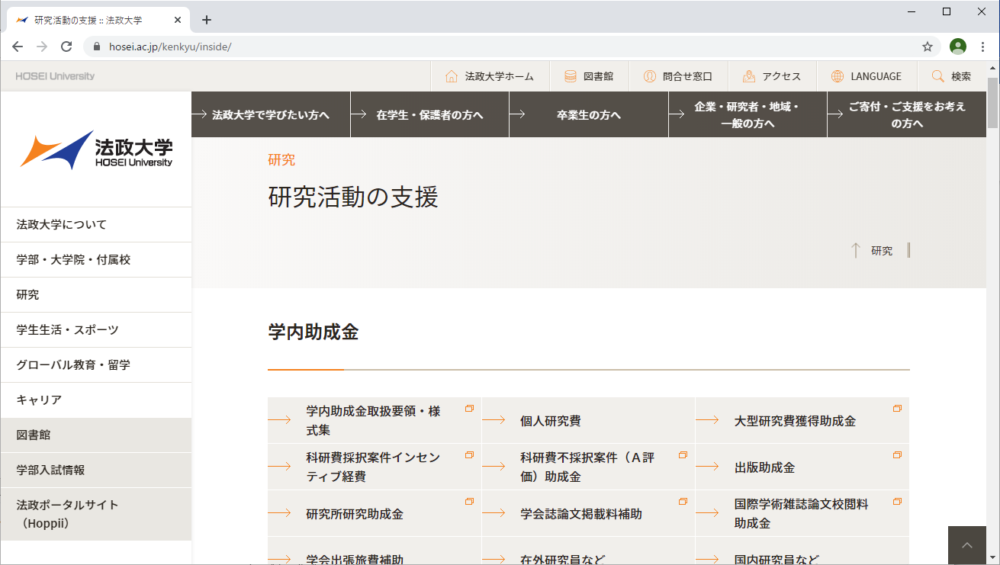 研究活動の支援 :: 法政大学
hosei.ac.jp/kenkyu/inside/
HOSEI University
法政大学ホーム
図書館
問合せ窓口
アクセス
LANGUAGE
検索
法政大学
HOSEI University
法政大学で学びたい方へ
在学生・保護者の方へ
卒業生の方へ
企業・研究者・地域・
一般の方へ
ご寄付・ご支援をお考え
の方へ
法政大学について
学部・大学院・付属校
研究
学生生活・スポーツ
グローバル教育・留学
キャリア
図書館
学部入試情報
法政ポータルサイト
（Hoppii）
研究
研究活動の支援
研究
学内助成金
学内助成金取扱要領・様
式集
個人研究費
大型研究費獲得助成金
科研費採択案件インセン
ティブ経費
科研費不採択案件（Ａ評
価）助成金
出版助成金
研究所研究助成金
学会誌論文掲載料補助
国際学術雑誌論文校閲料
助成金
学会出張旅費補助
在外研究員など
国内研究員など